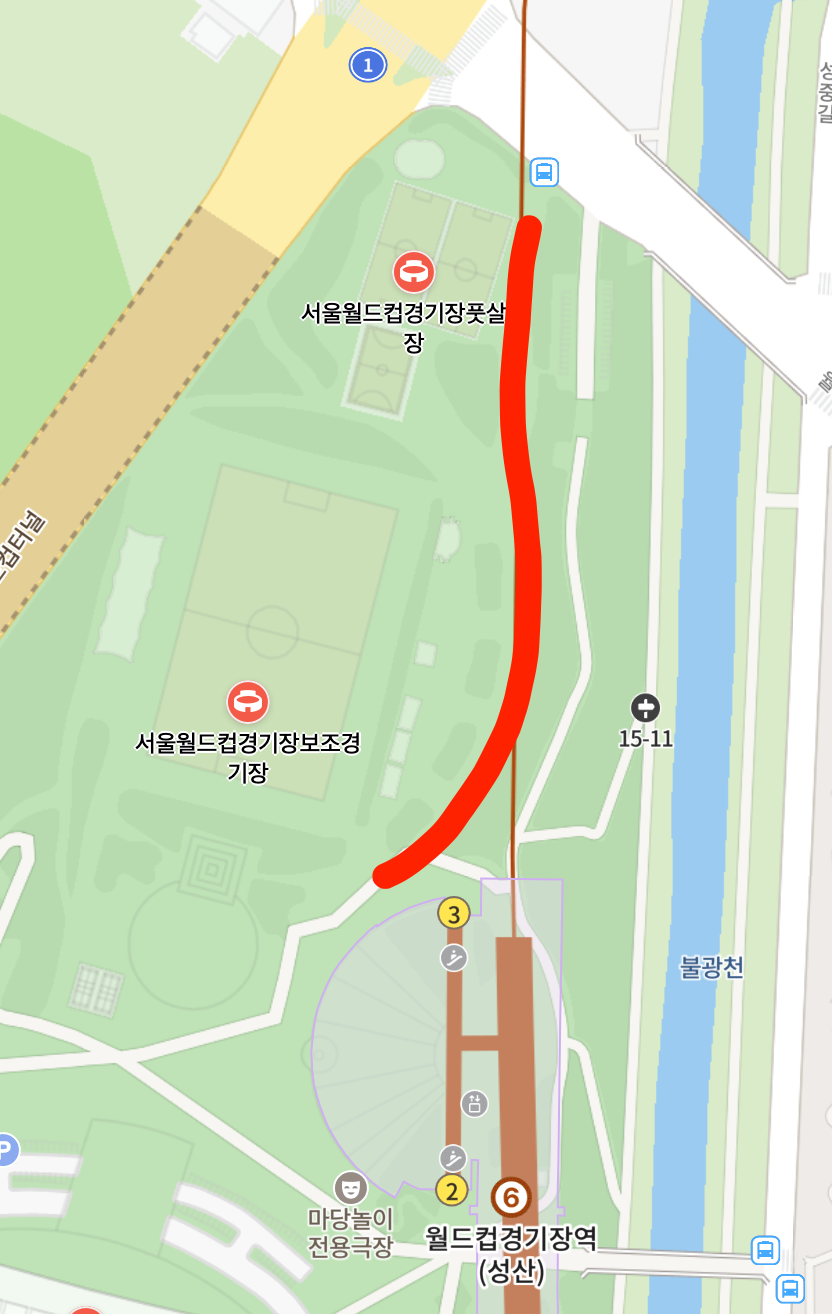 1
서울월드컵경기장풋살
장
컵터널
서울월드컵경기장보조경
기장
15-11
3
불광천
P
2
6
마당놀이
전용극장
월드컵경기장역
(성산)